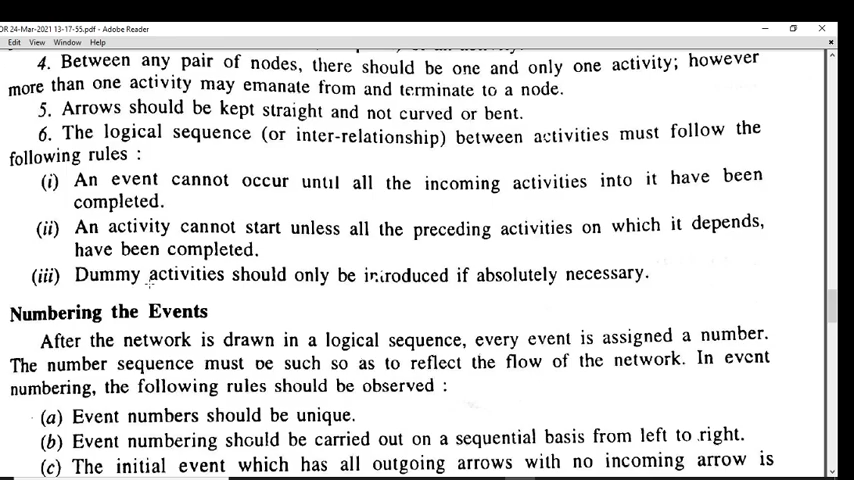 OR 24-Mar-2021 13-17-55.pdf - Adobe Reader
Edit View Window Help
4. Between any pair of nodes, there should be one and only one activity; however
more than one activity may emanate from and terminate to a node.
5. Arrows should be kept straight and not curved or bent.
6. The logical sequence (or inter-relationship) between activities must follow the
following rules :
(i) An event cannot occur until all the incoming activities into it have been
completed.
(ii) An activity cannot start unless all the preceding activities on which it depends,
have been completed.
(iii) Dummy activities should only be introduced if absolutely necessary.
Numbering the Events
After the network is drawn in a logical sequence, every event is assigned a number.
The number sequence must be such so as to reflect the flow of the network. In event
numbering, the following rules should be observed :
(a) Event numbers should be unique.
(b) Event numbering should be carried out on a sequential basis from left to right.
(c) The initial event which has all outgoing arrows with no incoming arrow is